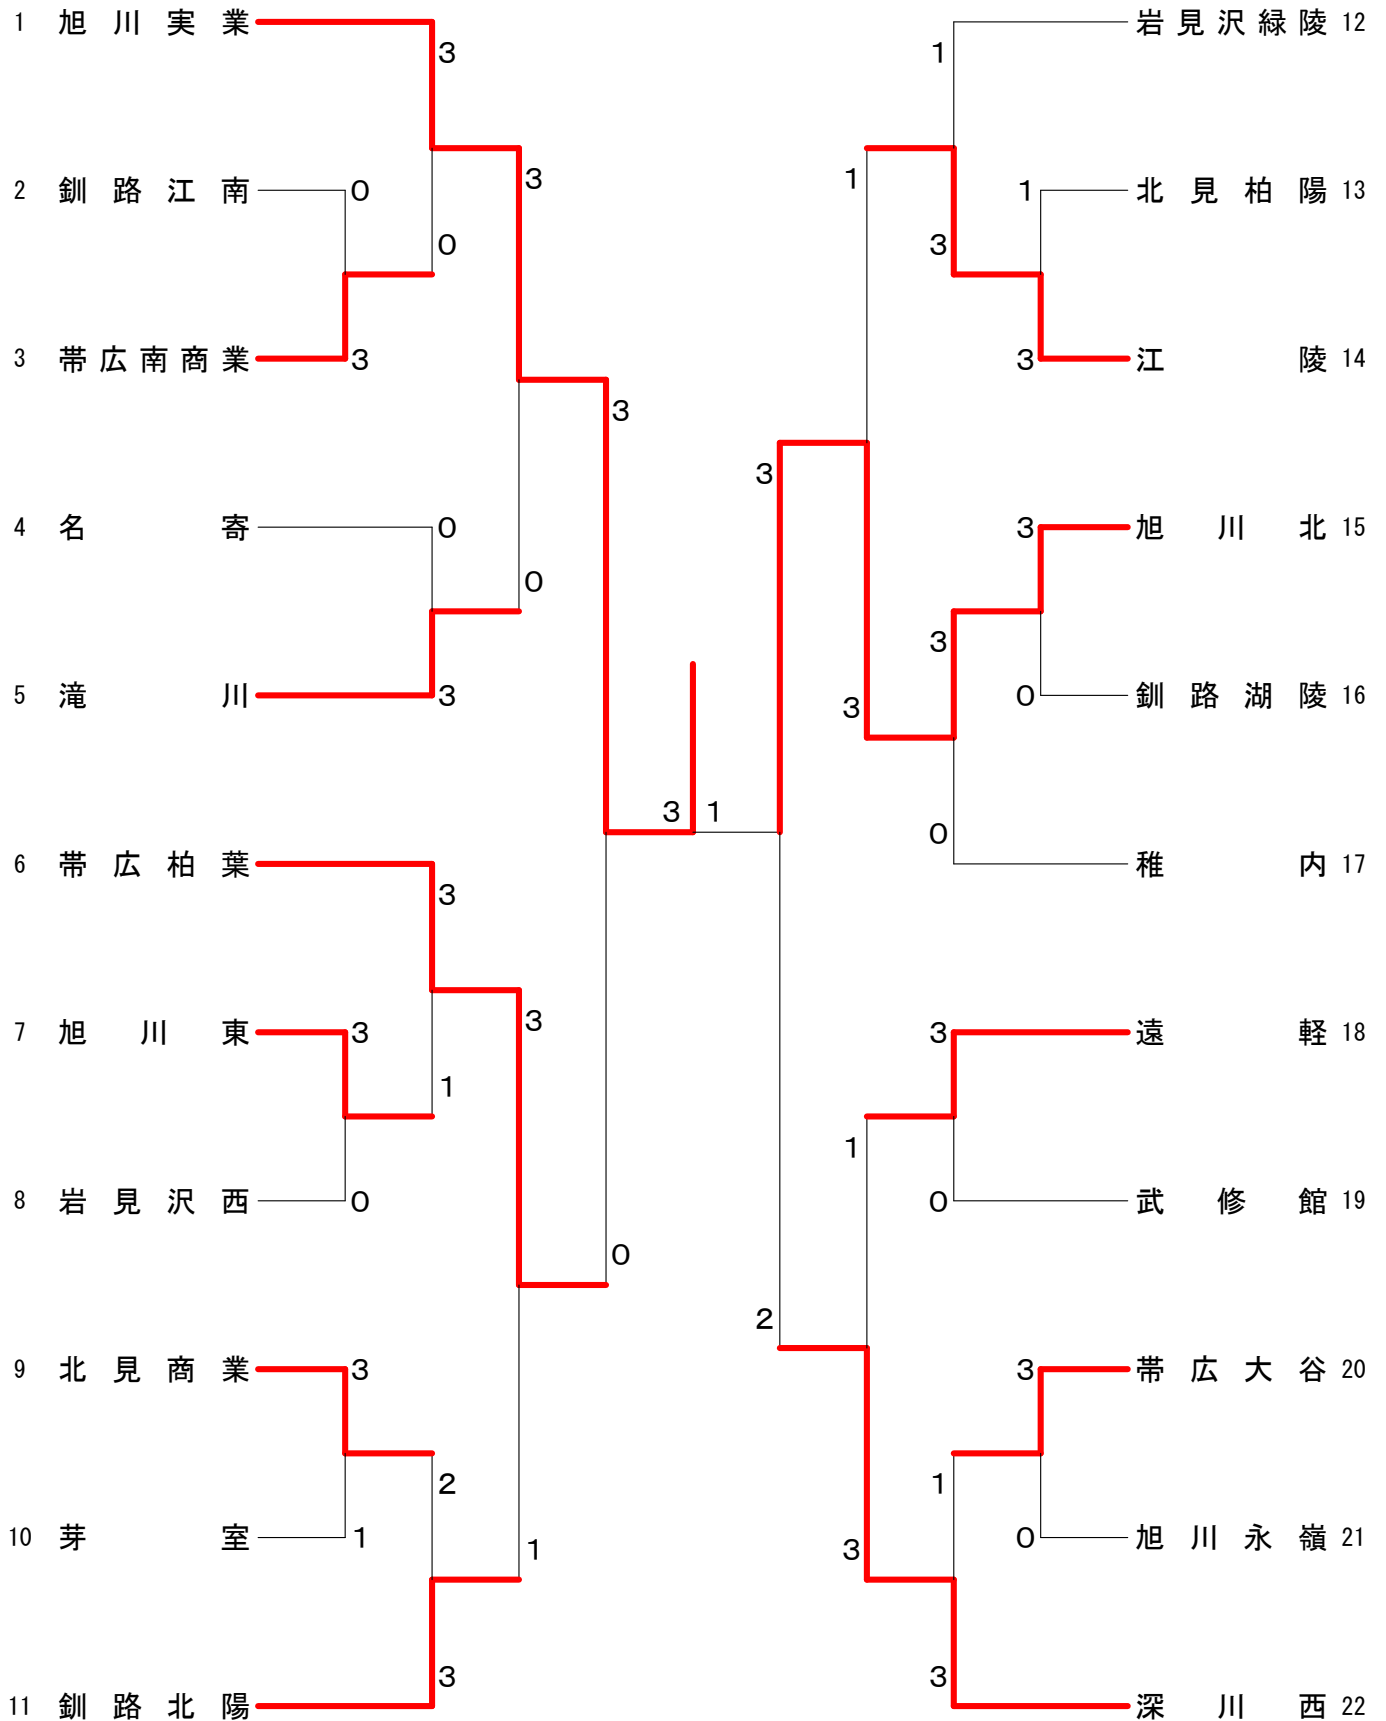 1 旭川実業
3
2 釧路江南
0
0
3
3 帯広南商業
3
3
4 名寄
0
0
5 滝川
3
6 帯広柏葉
3
7 旭川東
3
3
1
8 岩見沢西
0
0
9 北見商業
3
2
10 芽室
1
1
11 釧路北陽
3
3
1
岩見沢緑陵 12
1
1
北見柏陽 13
1
3
江陵 14
3
3
旭川北 15
3
3
釧路湖陵 16
0
3
稚内 17
0
遠軽 18
3
1
武修館 19
0
2
帯広大谷 20
3
1
旭川永嶺 21
0
3
深川西 22
3